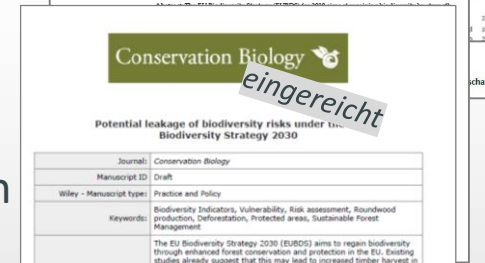 Conservation Biology
eingereicht
Potential leakage of biodiversity risks under
Biodiversity Strategy 2030
Journal: Conservation Biology
Manuscript ID Draft
Wiley - Manuscript type: Practice and Policy
Keywords: Biodiversity Indicators, Vulnerability, Risk assessment, Roundwood
production, Deforestation, Protected areas, Sustainable Forest
Management
The EU Biodiversity Strategy 2030 (EUBDS) aims to regain biodiversity
through enhanced forest conservation and protection in the EU. Existing
studies already suggest that this may lead to increased timber harvest in
n
scha